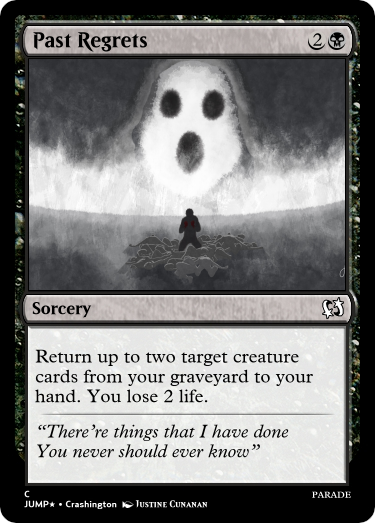 Past Regrets 2
Sorcery
Return up to two target creature
cards from your graveyard to your
hand. You lose 2 life.
“There’re things that I have done
You never should ever know”
C PARADE
JUMP★ • Crashington Justine Cunanan